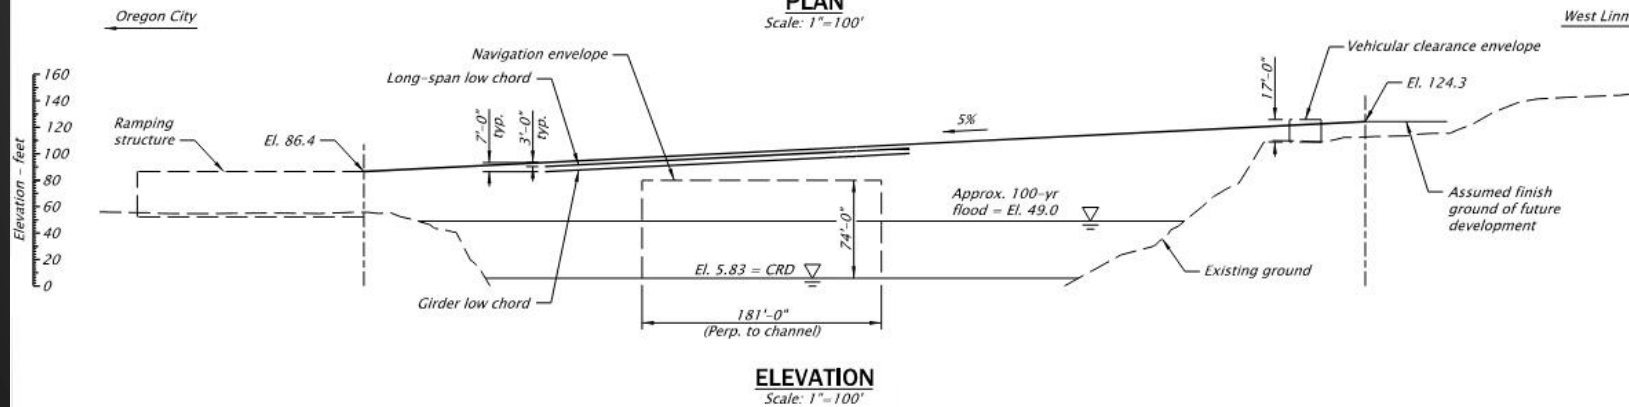 PLAN
Scale: 1"=100'
Oregon City
West Linn
Navigation envelope
Long-span low chord
Vehicular clearance envelope
El. 124.3
17'-0"
160
140
120
100
80
60
40
20
0
Elevation - feet
Ramping
structure
El. 86.4
7'-0"
typ.
3'-0"
typ.
5%
Approx. 100-yr
flood = El. 49.0
74'-0"
Assumed finish
ground of future
development
El. 5.83 = CRD
Existing ground
Girder low chord
181'-0"
(Perp. to channel)
ELEVATION
Scale: 1"=100'